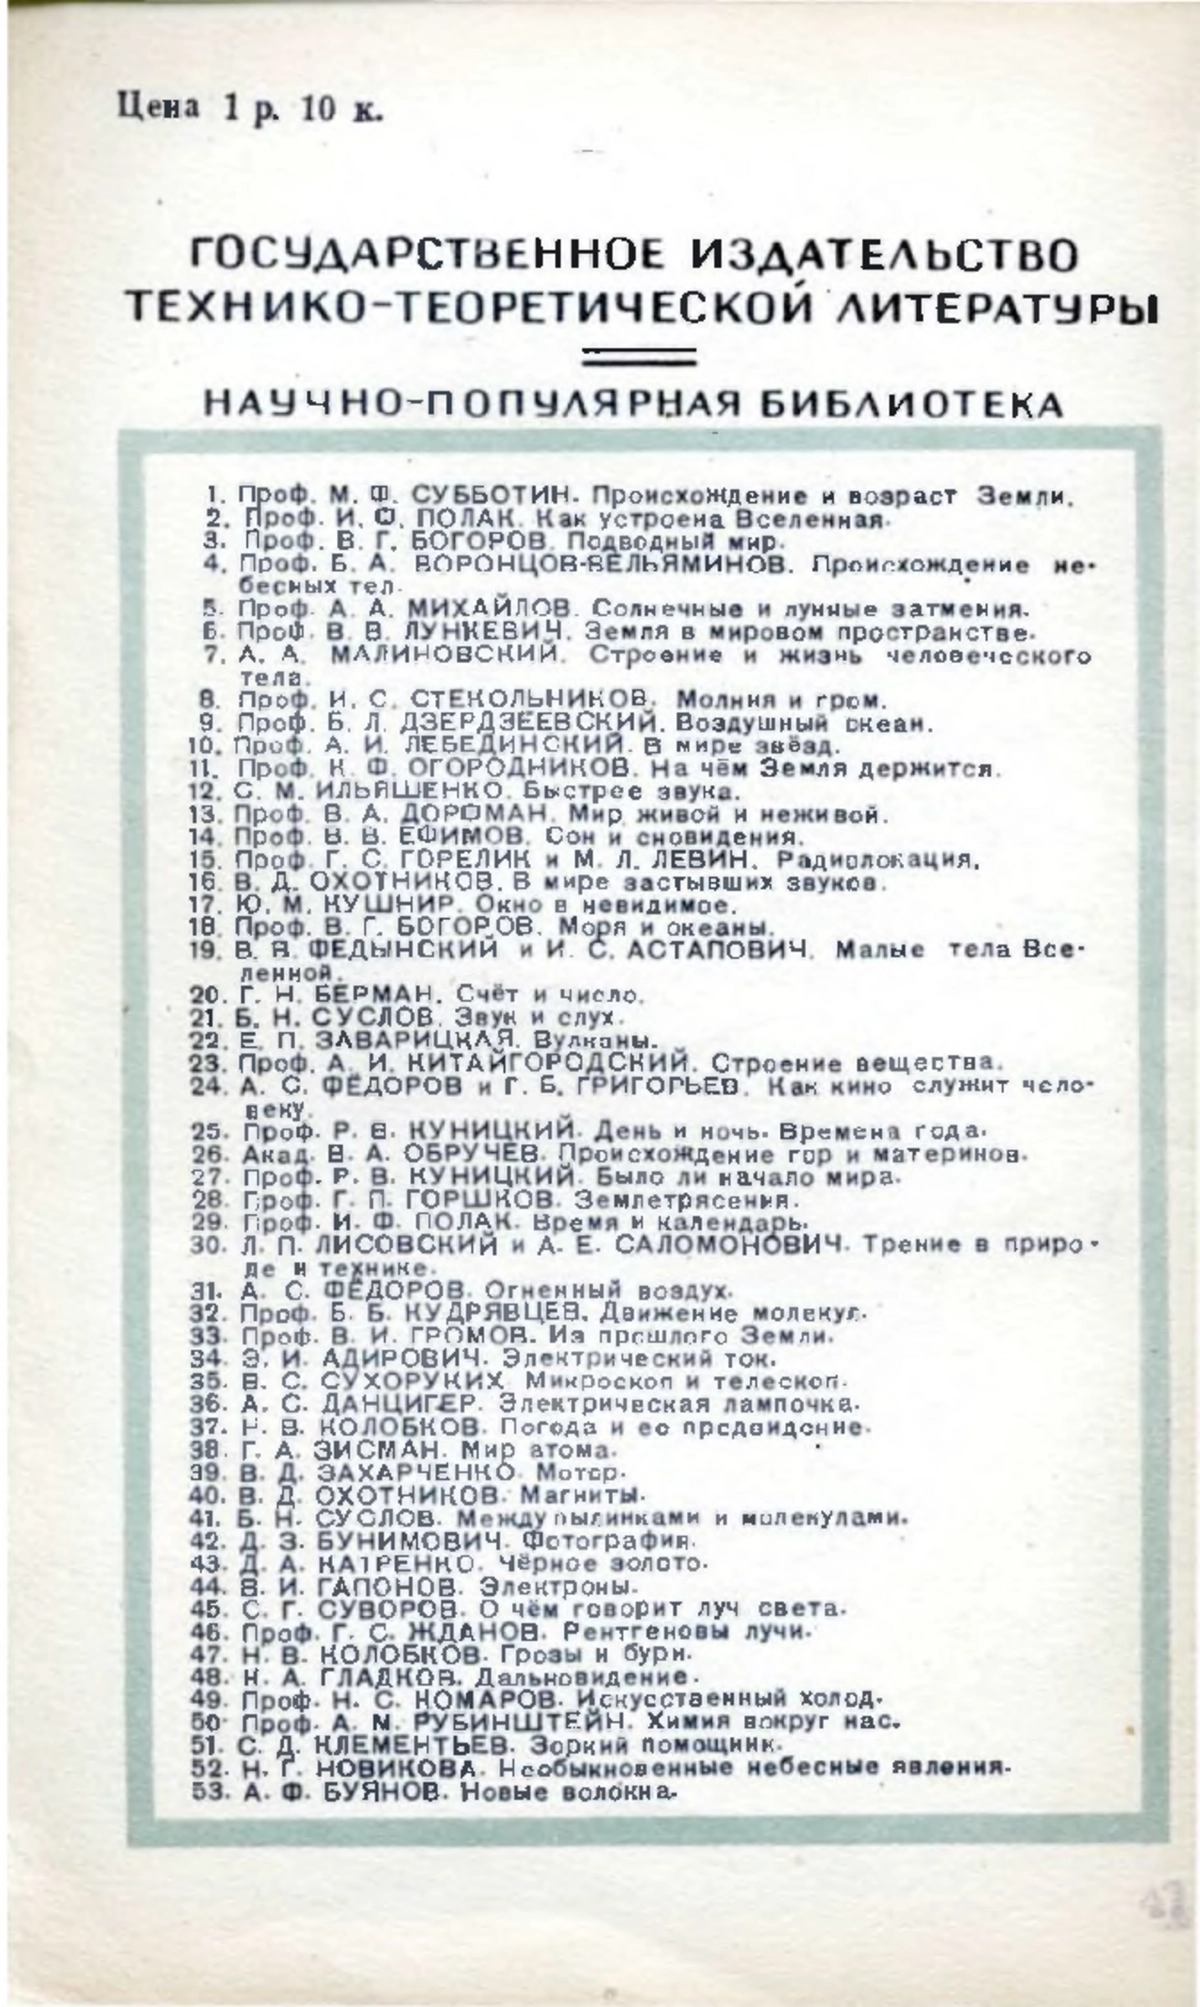 Цена 1 р. 10 к.
ГОСУДАРСТВЕННОЕ ИЗДАТЕЛЬСТВО
ТЕХНИКО-ТЕОРЕТИЧЕСКОЙ ЛИТЕРАТУРЫ
НАУЧНО-ПОПУЛЯРНАЯ БИБЛИОТЕКА
1. Проф. М. Ф. СУББОТИН. Происхождение и возраст Земли.
2. Проф. И. Ф. ПОЛАК. Как устроена Вселенная.
3. Проф. В. Г. БОГОРОВ. Подводный мир.
4. Проф. Б. А. ВОРОНЦОВ-ВЕЛЬЯМИНОВ. Происхождение не-
бесных тел.
5. Проф. А. А. МИХАЙЛОВ. Солнечные и лунные затмения.
6. Проф. В. В. ЛУНКЕВИЧ. Земля в мировом пространстве.
7. А. А. МАЛИНОВСКИЙ. Строение и жизнь человеческого
тела.
8. Проф. И. С. СТЕКОЛЬНИКОВ. Молния и гром.
9. Проф. Б. Л. ДЗЕРДЗЕЕВСКИЙ. Воздушный океан.
10. Проф. А. И. ЛЕБЕДИНСКИЙ. В мире звёзд.
11. Проф. К. Ф. ОГОРОДНИКОВ. На чём Земля держится.
12. С. М. ИЛЬЯШЕНКО. Быстрее звука.
13. Проф. В. А. ДОРФМАН. Мир живой и неживой.
14. Проф. В. В. ЕФИМОВ. Сон и сновидения.
15. Проф. Г. С. ГОРЕЛИК и М. Л. ЛЕВИН. Радиолокация.
16. В. Д. ОХОТНИКОВ. В мире застывших звуков.
17. Ю. М. КУШНИР. Окно в невидимое.
18. Проф. В. Г. БОГОРОВ. Моря и океаны.
19. В. В. ФЕДЫНСКИЙ и И. С. АСТАПОВИЧ. Малые тела Все-
ленной.
20. Г. Н. БЕРМАН. Счёт и число.
21. Б. Н. СУСЛОВ. Звук и слух.
22. Е. П. ЗАВАРИЦКАЯ. Вулканы.
23. Проф. А. И. КИТАЙГОРОДСКИЙ. Строение вещества.
24. А. С. ФЁДОРОВ и Г. Б. ГРИГОРЬЕВ. Как кино служит чело-
веку.
25. Проф. Р. В. КУНИЦКИЙ. День и ночь. Времена года.
26. Акад. В. А. ОБРУЧЕВ. Происхождение гор и материков.
27. Проф. Р. В. КУНИЦКИЙ. Было ли начало мира.
28. Проф. Г. П. ГОРШКОВ. Землетрясения.
29. Проф. И. Ф. ПОЛАК. Время и календарь.
30. Л. П. ЛИСОВСКИЙ и А. Е. САЛОМОНОВИЧ. Трение в приро-
де и технике.
31. А. С. ФЁДОРОВ. Огненный воздух.
32. Проф. Б. Б. КУДРЯВЦЕВ. Движение молекул.
33. Проф. В. И. ГРОМОВ. Из прошлого Земли.
34. Э. И. АДИРОВИЧ. Электрический ток.
35. В. С. СУХОРУКИХ. Микроскоп и телескоп.
36. А. С. ДАНЦИГЕР. Электрическая лампочка.
37. Н. В. КОЛОБКОВ. Погода и ее предвидение.
38. Г. А. ЗИСМАН. Мир атома.
39. В. Д. ЗАХАРЧЕНКО. Мотор.
40. В. Д. ОХОТНИКОВ. Магниты.
41. Б. Н. СУСЛОВ. Между пылинками и молекулами.
42. Д. З. БУНИМОВИЧ. Фотография.
43. Д. А. КАТРЕНКО. Чёрное золото.
44. В. И. ГАПОНОВ. Электроны.
45. С. Г. СУВОРОВ. О чём говорит луч света.
46. Проф. Г. С. ЖДАНОВ. Рентгеновы лучи.
47. Н. В. КОЛОБКОВ. Грозы и бури.
48. К. А. ГЛАДКОВ. Дальновидение.
49. Проф. Н. С. КОМАРОВ. Искусственный холод.
50. Проф. А. М. РУБИНШТЕЙН. Химия вокруг нас.
51. С. Д. КЛЕМЕНТЬЕВ. Зоркий помощник.
52. Н. Г. НОВИКОВА. Необыкновенные небесные явления.
53. А. Ф. БУЯНОВ. Новые волокна.